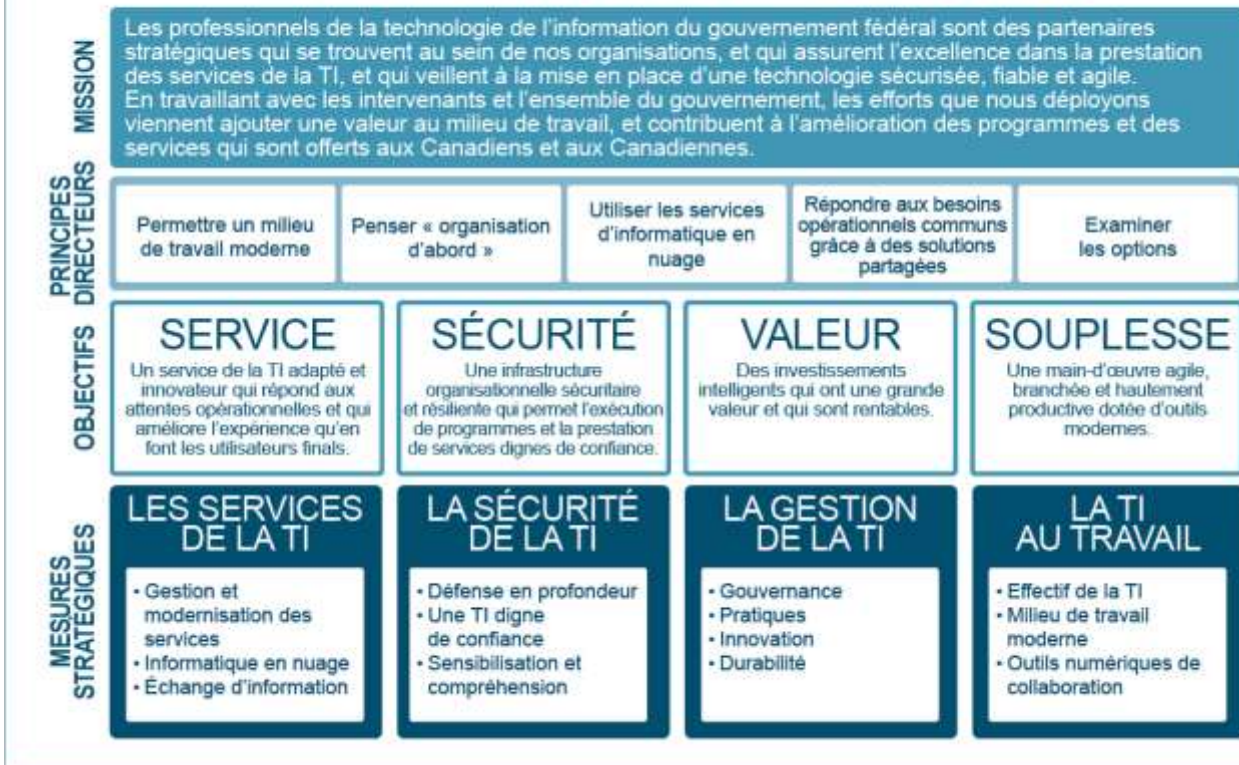 MISSION
Les professionnels de la technologie de l'information du gouvernement fédéral sont des partenaires
stratégiques qui se trouvent au sein de nos organisations, et qui assurent l'excellence dans la prestation
des services de la TI, et qui veillent à la mise en place d'une technologie sécurisée, fiable et agile.
En travaillant avec les intervenants et l'ensemble du gouvernement, les efforts que nous déployons
viennent ajouter une valeur au milieu de travail, et contribuent à l'amélioration des programmes et des
services qui sont offerts aux Canadiens et aux Canadiennes.
PRINCIPES
DIRECTEURS
Permettre un milieu
de travail moderne
Penser « organisation
d'abord »
Utiliser les services
d'informatique en
nuage
Répondre aux besoins
opérationnels communs
grâce à des solutions
partagées
Examiner
les options
OBJECTIFS
SERVICE
Un service de la TI adapté et
innovateur qui répond aux
attentes opérationnelles et qui
améliore l'expérience qu'en
font les utilisateurs finals.
SÉCURITÉ
Une infrastructure
organisationnelle sécuritaire
et résiliente qui permet l'exécution
de programmes et la prestation
de services dignes de confiance.
VALEUR
Des investissements
intelligents qui ont une grande
valeur et qui sont rentables.
SOUPLESSE
Une main-d'œuvre agile,
branchée et hautement
productive dotée d'outils
modernes.
MESURES
STRATÉGIQUES
LES SERVICES
DE LA TI
• Gestion et
modernisation des
services
• Informatique en nuage
• Échange d'information
LA SÉCURITÉ
DE LA TI
• Défense en profondeur
• Une TI digne
de confiance
• Sensibilisation et
compréhension
LA GESTION
DE LA TI
• Gouvernance
• Pratiques
• Innovation
• Durabilité
LA TI
AU TRAVAIL
• Effectif de la TI
• Milieu de travail
moderne
• Outils numériques de
collaboration